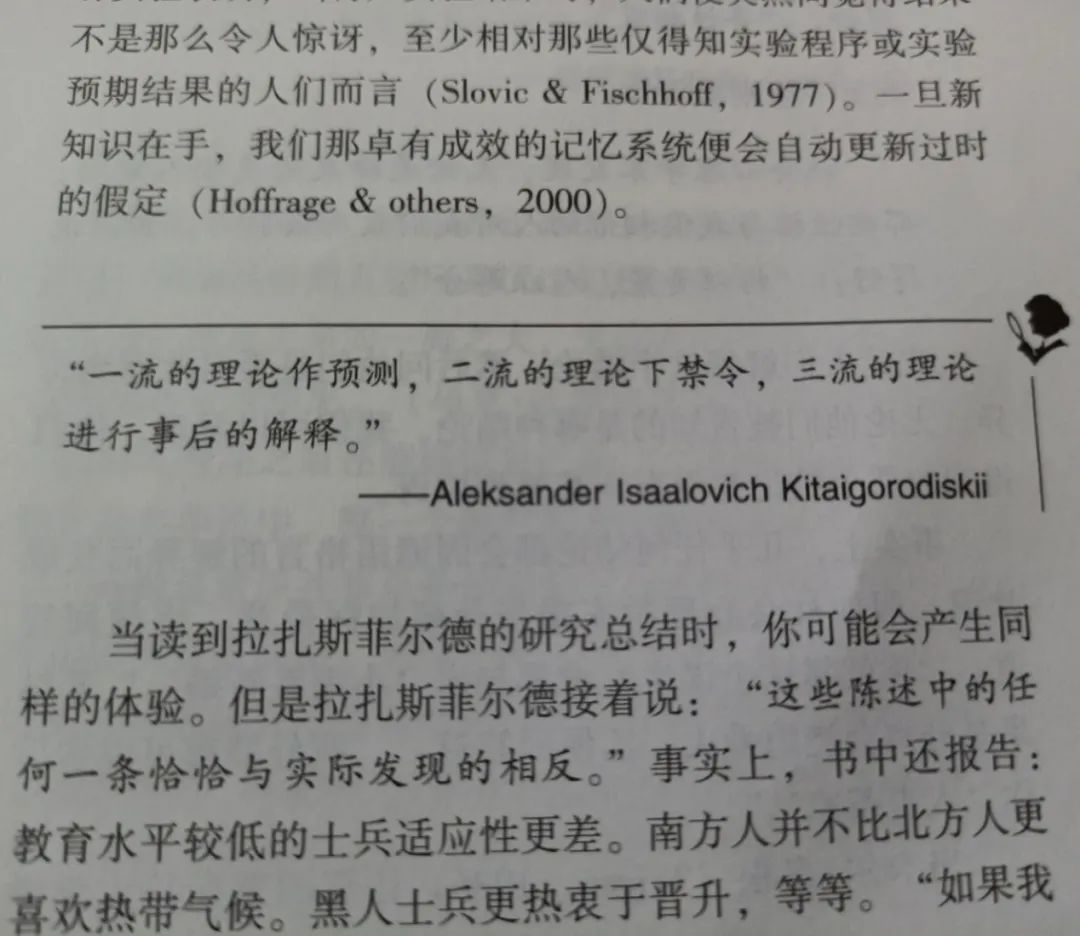 不是那么令人惊讶，至少相对那些仅得知实验程序或实验
预期结果的人们而言（Slovic & Fischhoff，1977）。一旦新
知识在手，我们那卓有成效的记忆系统便会自动更新过时
的假定（Hoffrage & others，2000）。
“一流的理论作预测，二流的理论下禁令，三流的理论
进行事后的解释。”
——Aleksander Isaalovich Kitaigorodiskii
当读到拉扎斯菲尔德的研究总结时，你可能会产生同
样的体验。但是拉扎斯菲尔德接着说：“这些陈述中的任
何一条恰恰与实际发现的相反。”事实上，书中还报告：
教育水平较低的士兵适应性更差。南方人并不比北方人更
喜欢热带气候。黑人士兵更热衷于晋升，等等。“如果我